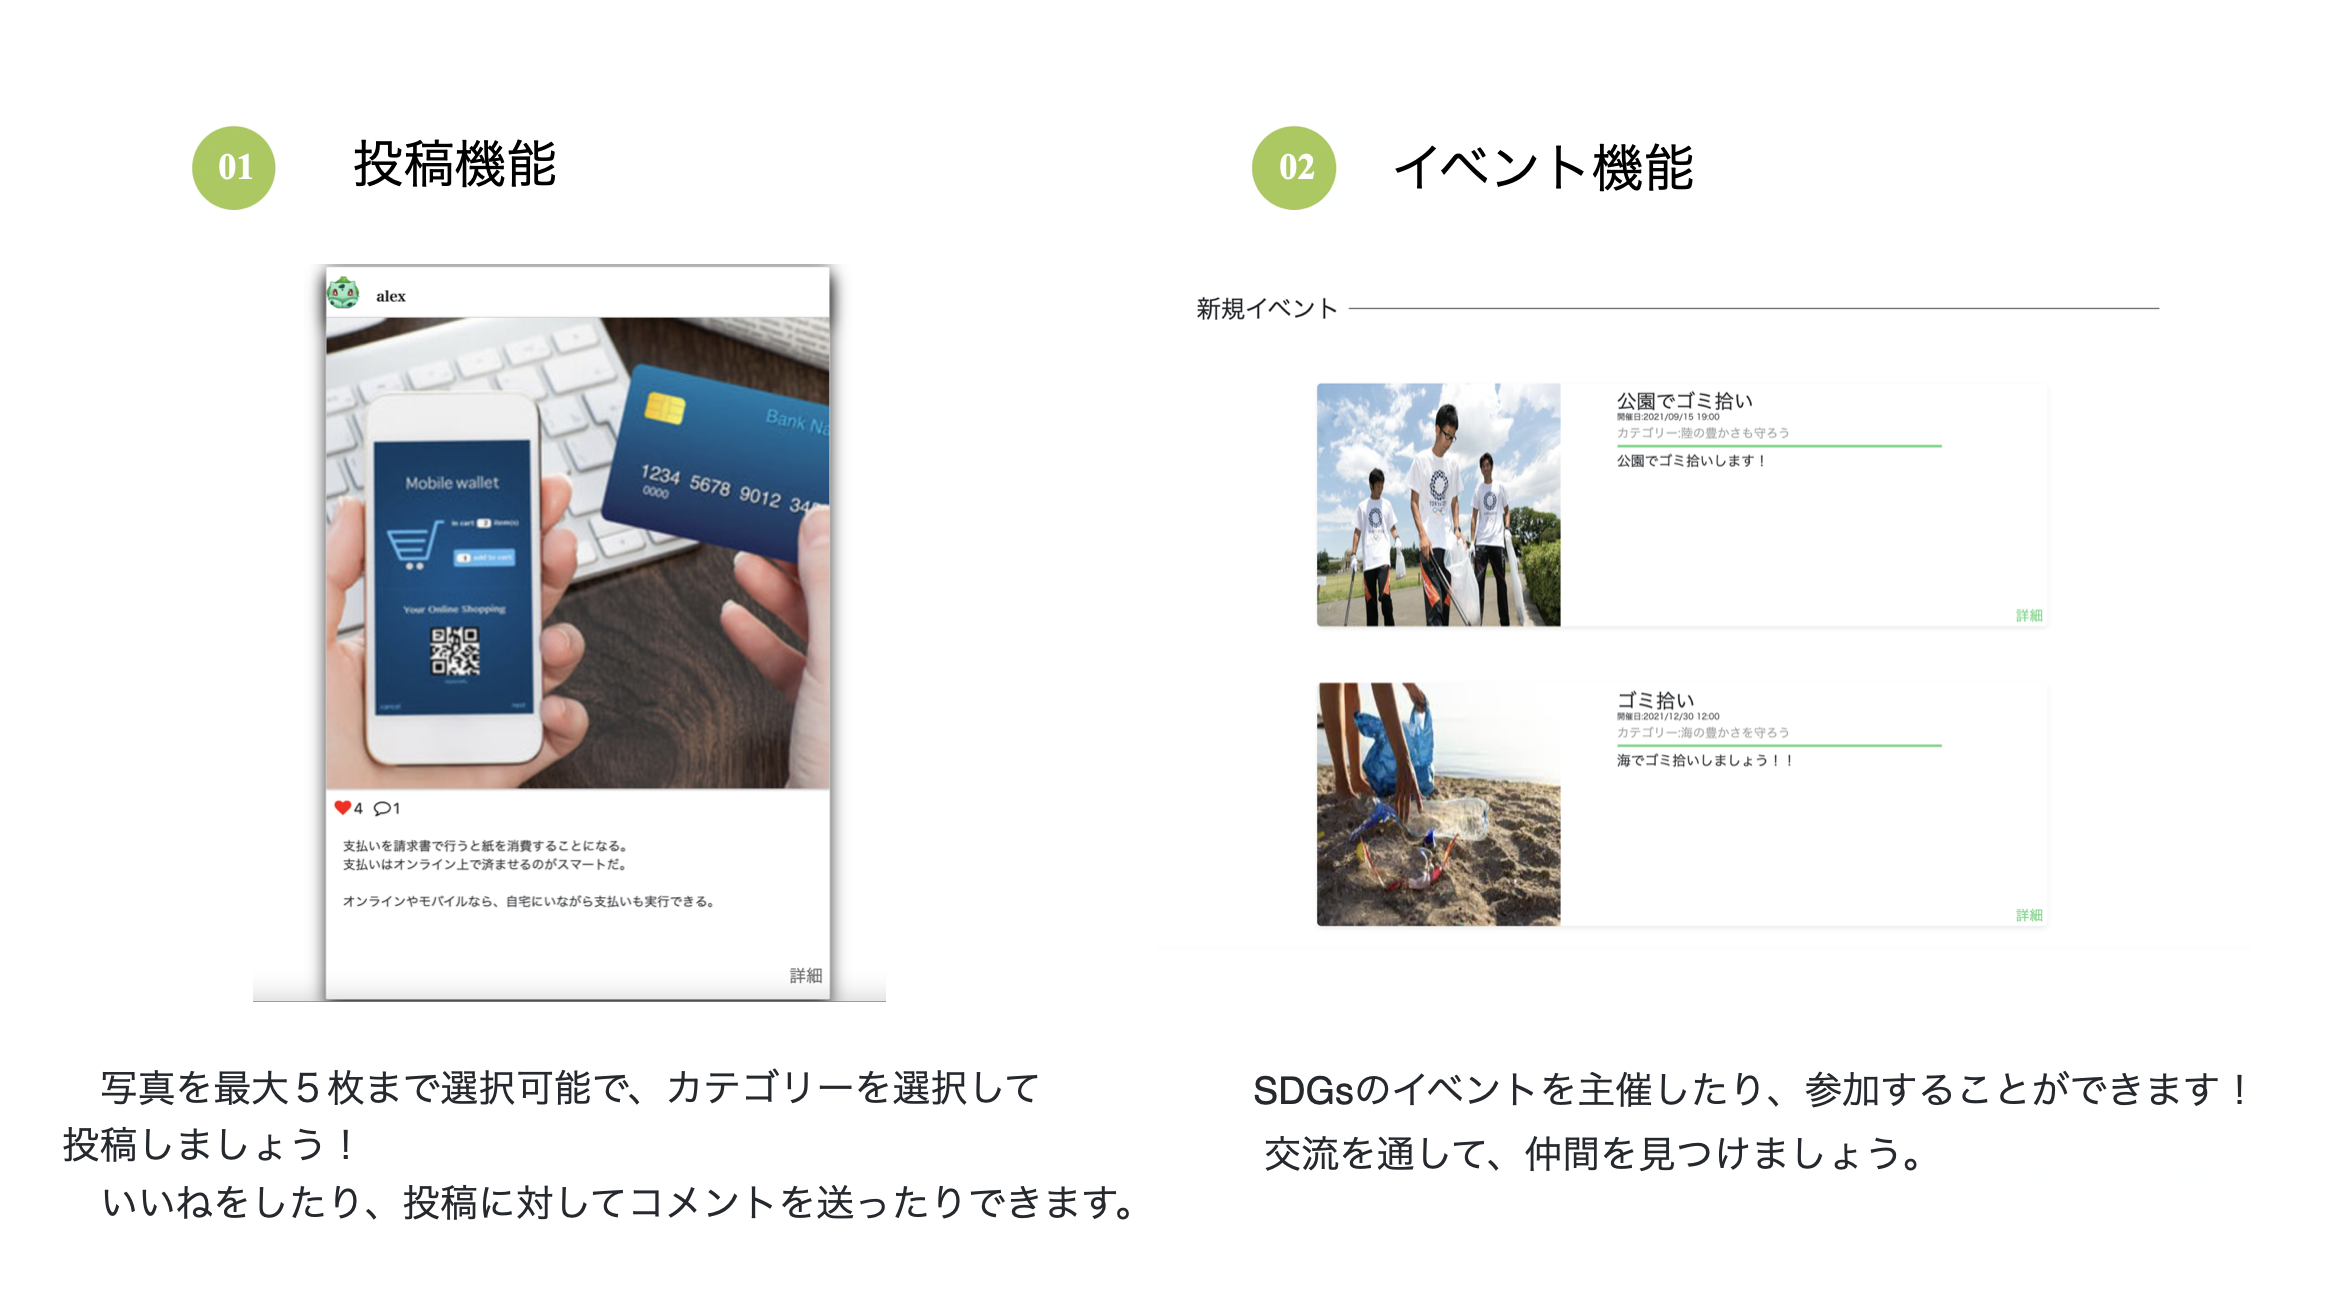 01
投稿機能
alex
Bank Na
1234 5678 9012 345
0000
Mobile wallet
in cart 2 item(s)
add to cart
Your Online Shopping
cancel
next
4
1
支払いを請求書で行うと紙を消費することになる。
支払いはオンライン上で済ませるのがスマートだ。
オンラインやモバイルなら、自宅にいながら支払いも実行できる。
詳細
写真を最大５枚まで選択可能で、カテゴリーを選択して
投稿しましょう！
いいねをしたり、投稿に対してコメントを送ったりできます。
02
イベント機能
新規イベント
公園でゴミ拾い
開催日:2021/09/15 19:00
カテゴリー:陸の豊かさも守ろう
公園でゴミ拾いします！
詳細
ゴミ拾い
開催日:2021/12/30 12:00
カテゴリー:海の豊かさを守ろう
海でゴミ拾いしましょう！！
詳細
SDGsのイベントを主催したり、参加することができます！
交流を通して、仲間を見つけましょう。